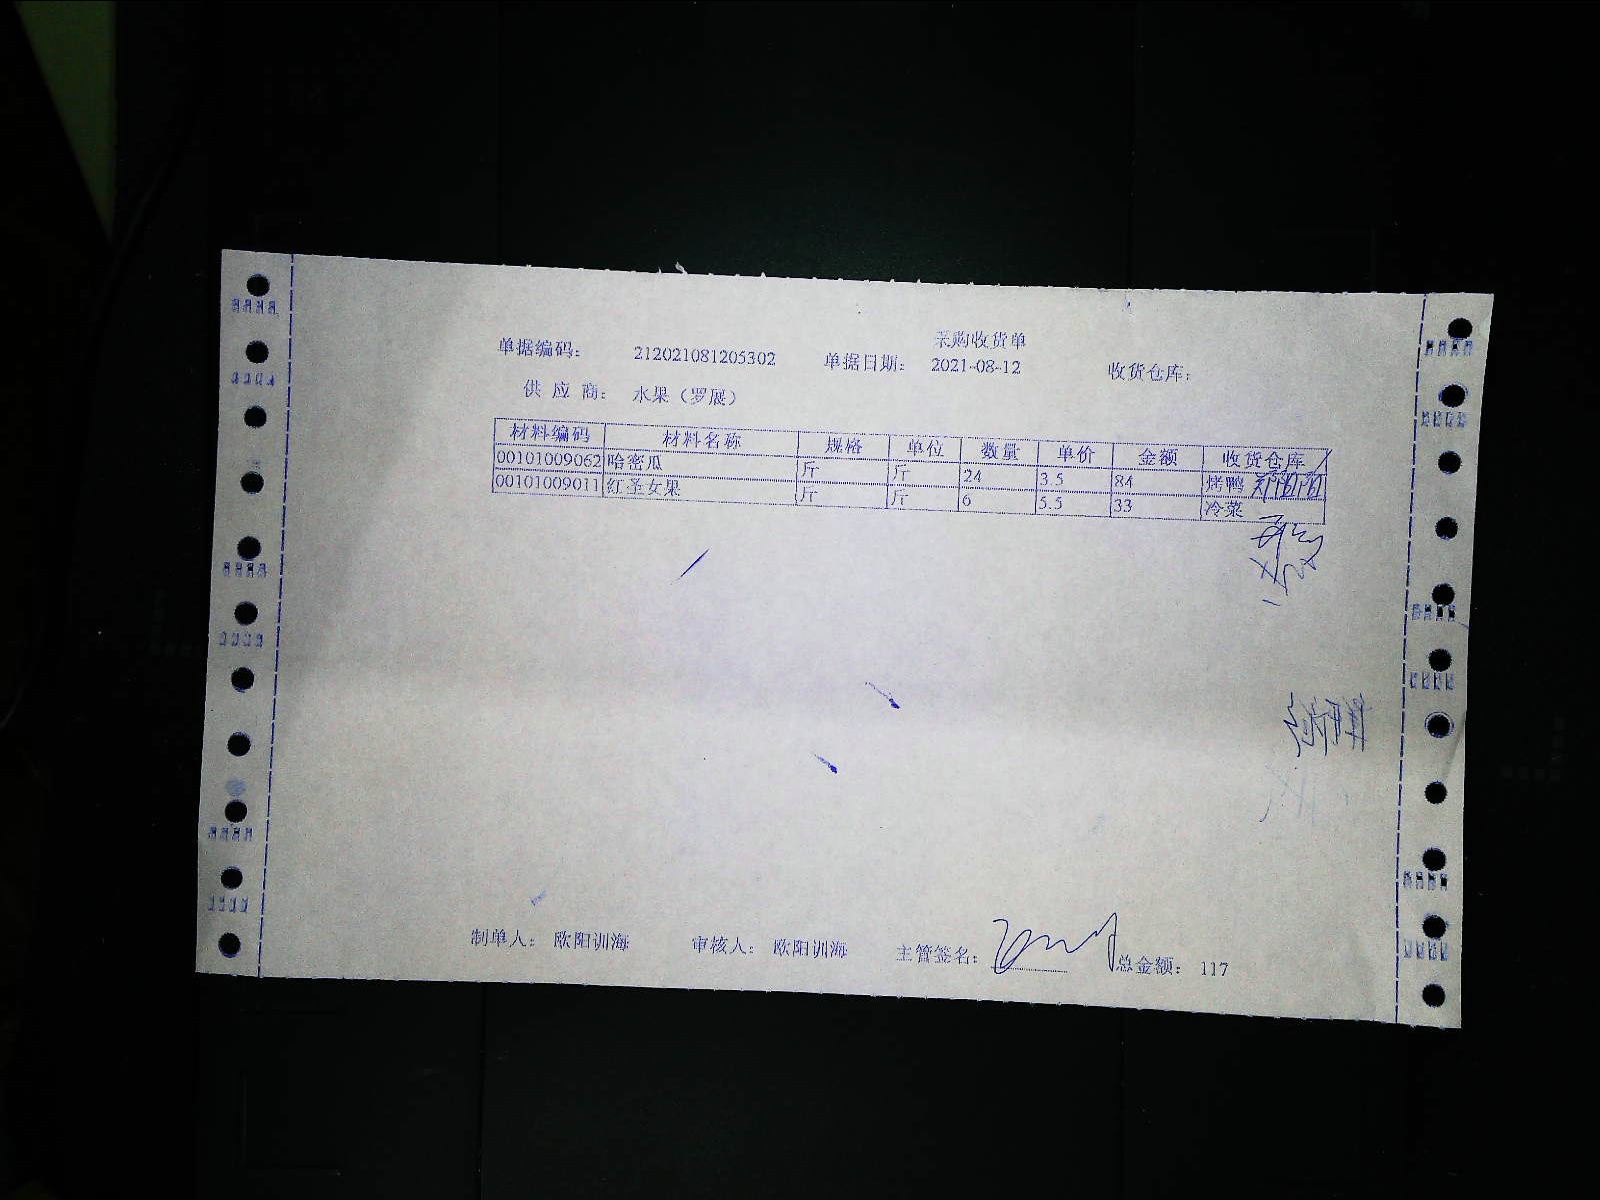 采购收货单
单据编码： 212021081205302 单据日期： 2021-08-12 收货仓库：
供 应 商： 水果（罗展）
材料编码 材料名称 规格 单位 数量 单价 金额 收货仓库
00101009062 哈密瓜 斤 斤 24 3.5 84 烤鸭
00101009011 红圣女果 斤 斤 6 5.5 33 冷菜
制单人： 欧阳训海 审核人： 欧阳训海 主管签名： 总金额： 117